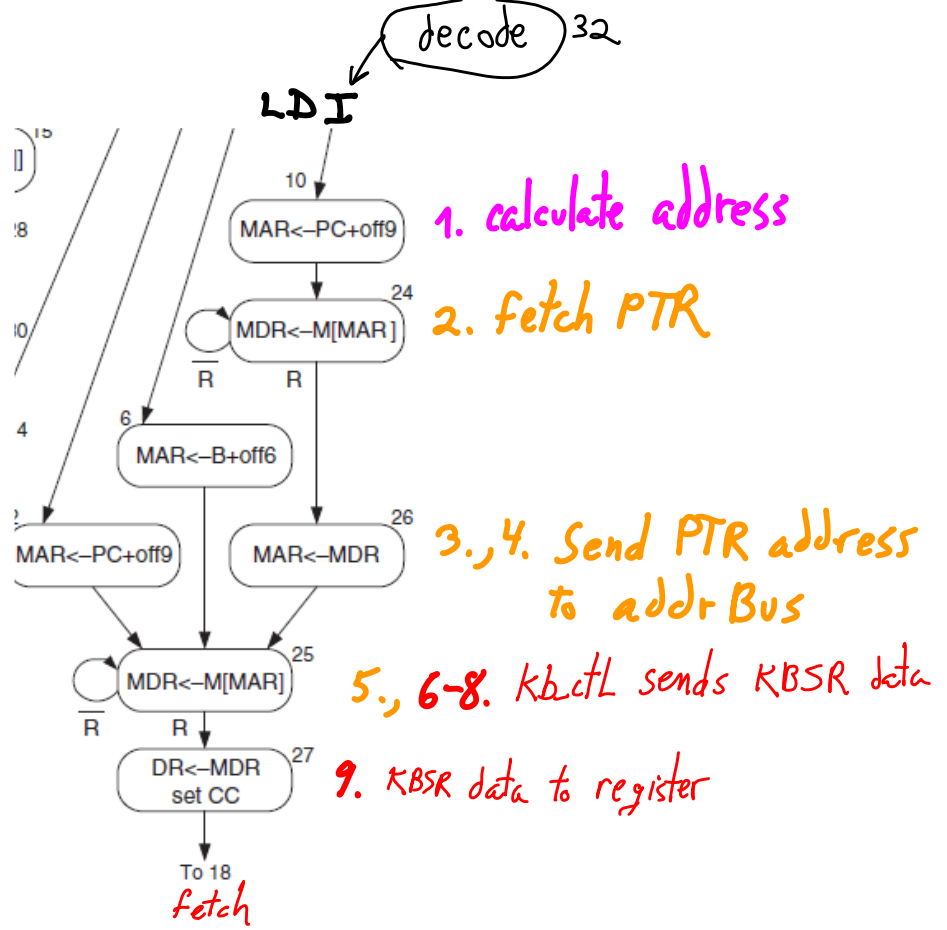 decode 32
LDI
15
]]
10
28
MAR<–PC+off9
1. calculate address
24
30
MDR<–M[MAR]
2. fetch PTR
R
R
4
6
MAR<–B+off6
2
26
MAR<–PC+off9
MAR<–MDR
3.,4. Send PTR address
to addrBus
25
MDR<–M[MAR]
5., 6-8. KbctL sends KBSR data
R
R
27
DR<–MDR
set CC
9. KBSR data to register
To 18
fetch